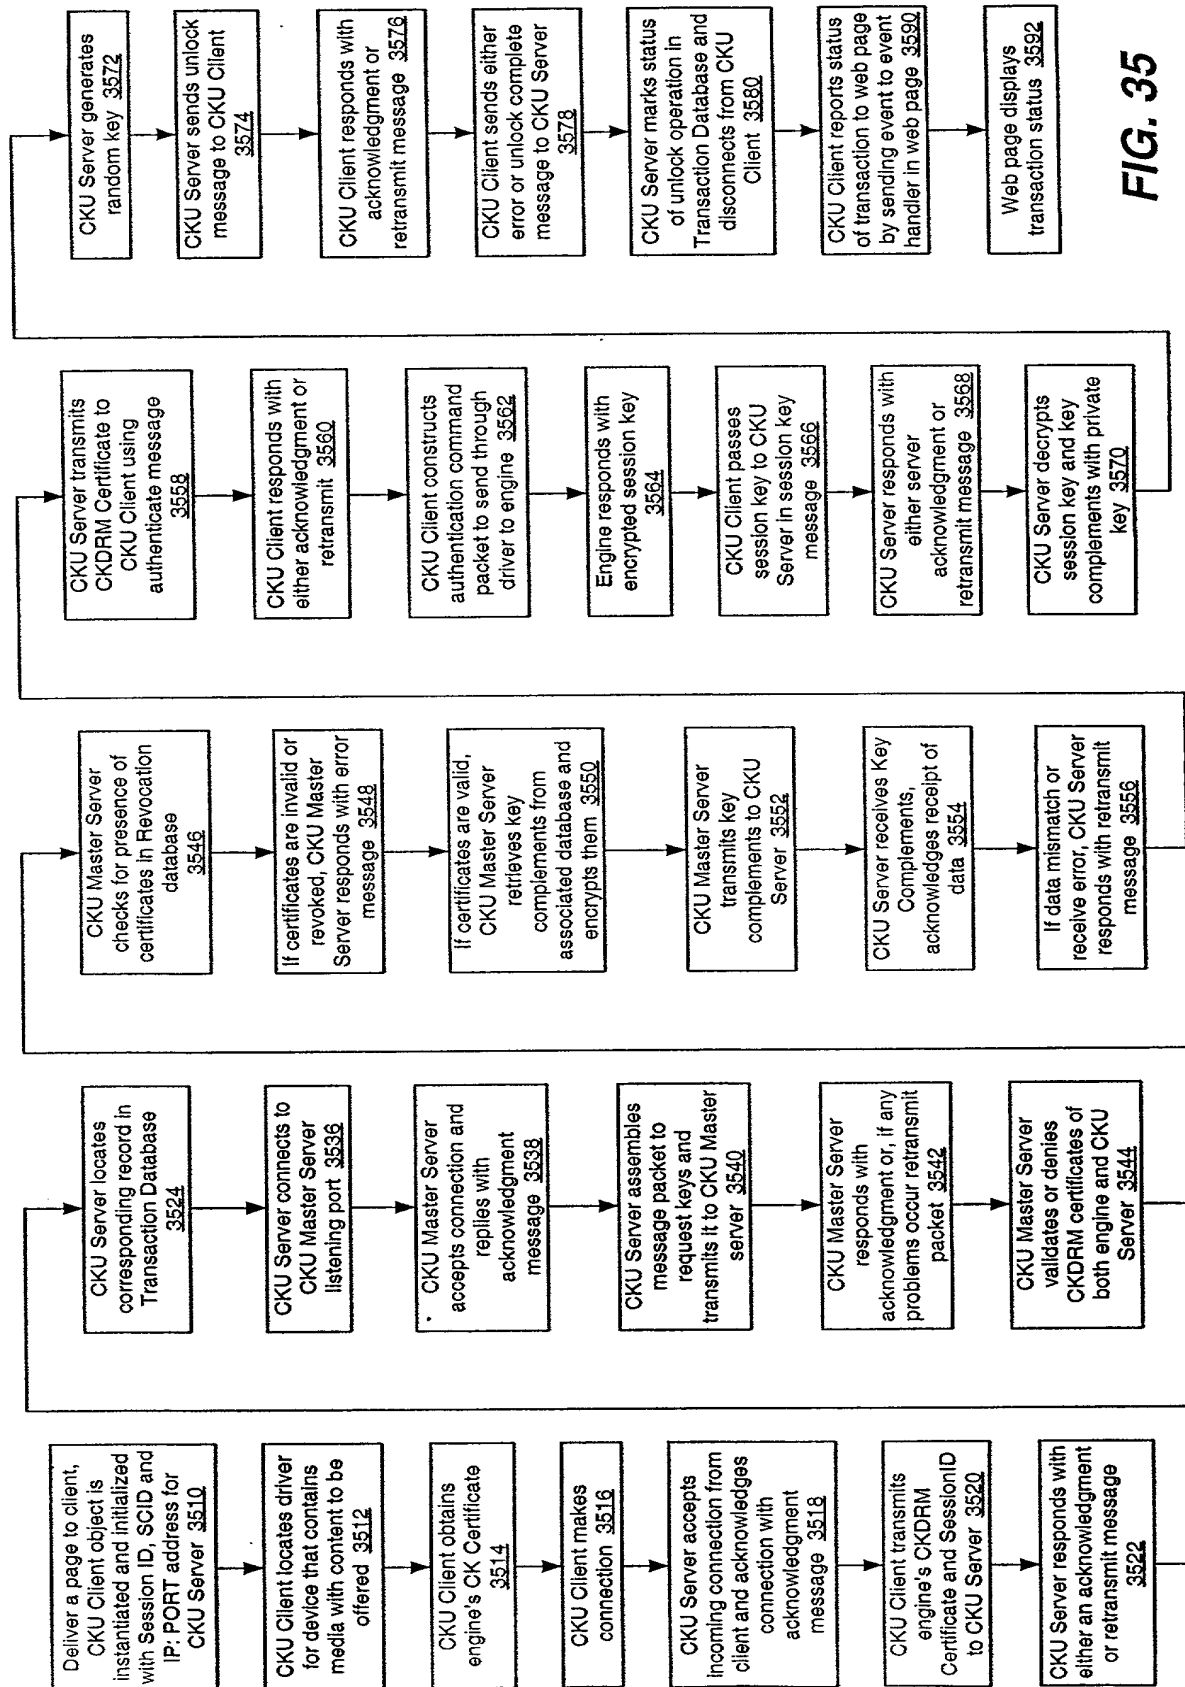 Deliver a page to client,
CKU Client object is
instantiated and initialized
with Session ID, SCID and
IP: PORT address for
CKU Server 3510
CKU Client locates driver
for device that contains
media with content to be
offered 3512
CKU Client obtains
engine's CK Certificate
3514
CKU Client makes
connection 3516
CKU Server accepts
incoming connection from
client and acknowledges
connection with
acknowledgment
message 3518
CKU Client transmits
engine's CKDRM
Certificate and SessionID
to CKU Server 3520
CKU Server responds with
either an acknowledgment
or retransmit message
3522
CKU Server locates
corresponding record in
Transaction Database
3524
CKU Server connects to
CKU Master Server
listening port 3536
CKU Master Server
accepts connection and
replies with
acknowledgment
message 3538
CKU Server assembles
message packet to
request keys and
transmits it to CKU Master
server 3540
CKU Master Server
responds with
acknowledgment or, if any
problems occur retransmit
packet 3542
CKU Master Server
validates or denies
CKDRM certificates of
both engine and CKU
Server 3544
CKU Master Server
checks for presence of
certificates in Revocation
database
3546
If certificates are invalid or
revoked, CKU Master
Server responds with error
message 3548
If certificates are valid,
CKU Master Server
retrieves key
complements from
associated database and
encrypts them 3550
CKU Master Server
transmits key
complements to CKU
Server 3552
CKU Server receives Key
Complements,
acknowledges receipt of
data 3554
If data mismatch or
receive error, CKU Server
responds with retransmit
message 3556
CKU Server transmits
CKDRM Certificate to
CKU Client using
authenticate message
3558
CKU Client responds with
either acknowledgment or
retransmit 3560
CKU Client constructs
authentication command
packet to send through
driver to engine 3562
Engine responds with
encrypted session key
3564
CKU Client passes
session key to CKU
Server in session key
message 3566
CKU Server responds with
either server
acknowledgment or
retransmit message 3568
CKU Server decrypts
session key and key
complements with private
key 3570
CKU Server generates
random key 3572
CKU Server sends unlock
message to CKU Client
3574
CKU Client responds with
acknowledgment or
retransmit message 3576
CKU Client sends either
error or unlock complete
message to CKU Server
3578
CKU Server marks status
of unlock operation in
Transaction Database and
disconnects from CKU
Client 3580
CKU Client reports status
of transaction to web page
by sending event to event
handler in web page 3590
Web page displays
transaction status 3592
FIG. 35